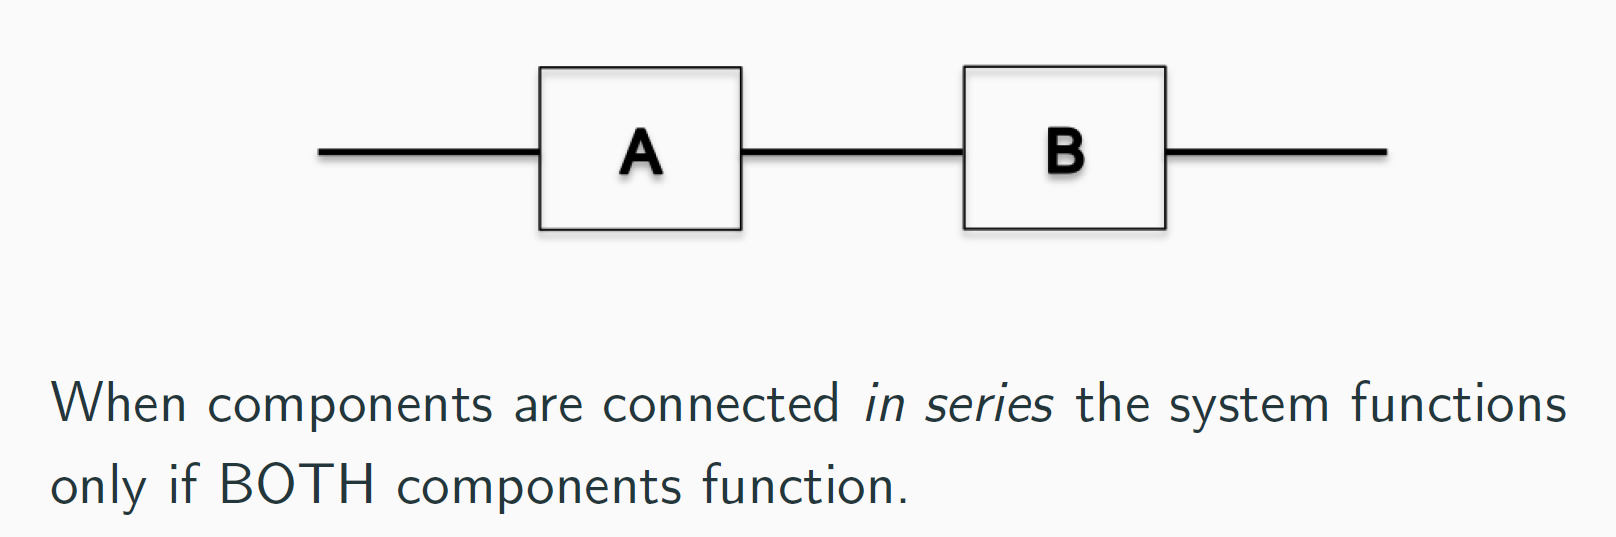 A B
When components are connected in series the system functions
only if BOTH components function.